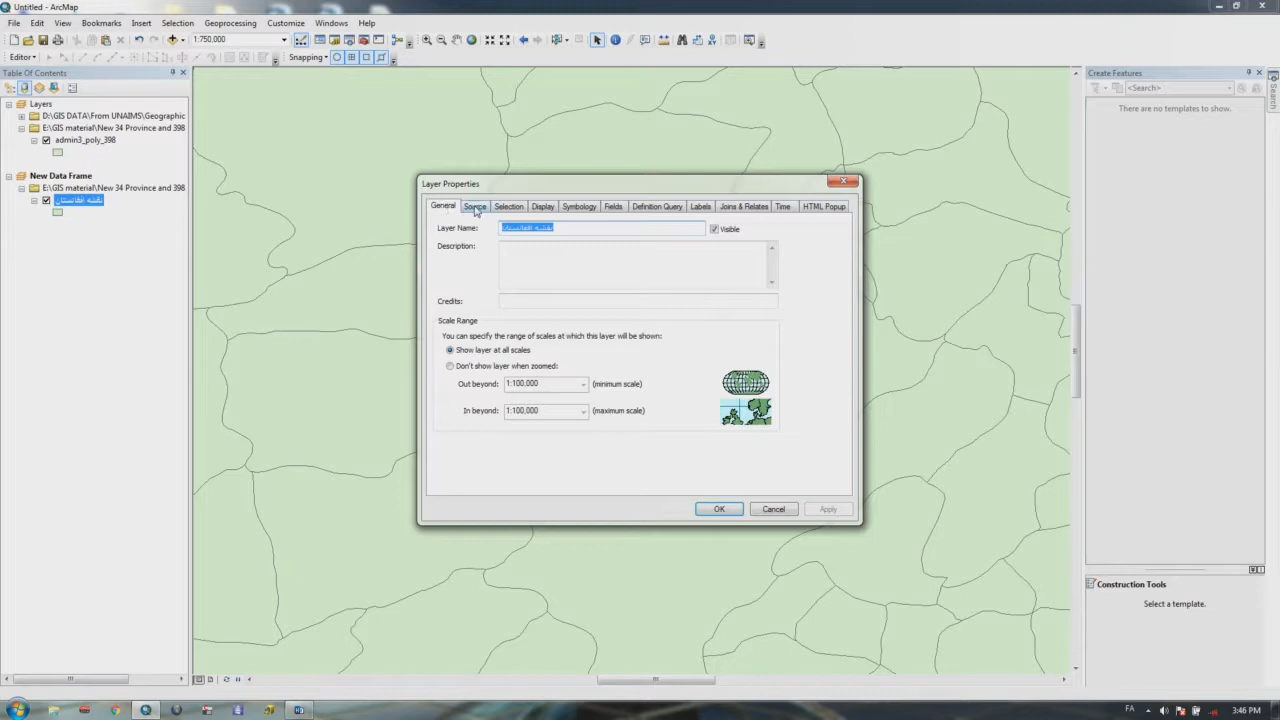 Untitled - ArcMap
File Edit View Bookmarks Insert Selection Geoprocessing Customize Windows Help
1:750,000
Editor Snapping
Table Of Contents
Layers
D:\GIS DATA\From UNAIMS\Geographic
E:\GIS material\New 34 Province and 398
admin3_poly_398
New Data Frame
E:\GIS material\New 34 Province and 398
نقشه افغانستان
Layer Properties
General Source Selection Display Symbology Fields Definition Query Labels Joins & Relates Time HTML Popup
Layer Name: نقشه افغانستان Visible
Description:
Credits:
Scale Range
You can specify the range of scales at which this layer will be shown:
Show layer at all scales
Don't show layer when zoomed:
Out beyond: 1:100,000 (minimum scale)
In beyond: 1:100,000 (maximum scale)
OK Cancel Apply
Create Features
<Search>
There are no templates to show.
Search
Construction Tools
Select a template.
FA 3:46 PM